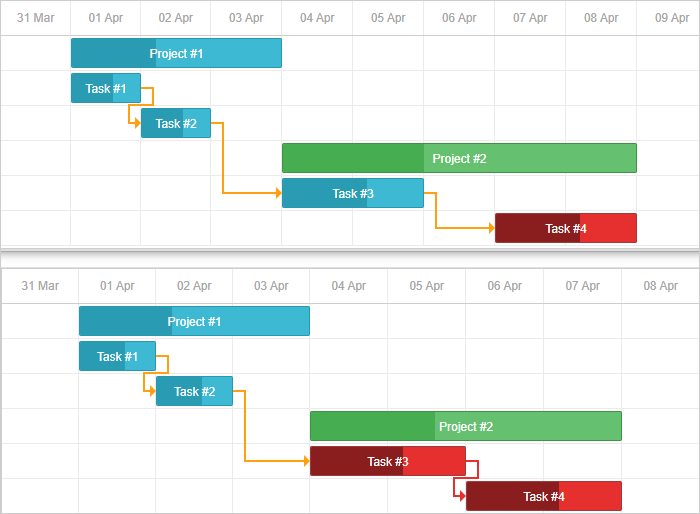 31 Mar 01 Apr 02 Apr 03 Apr 04 Apr 05 Apr 06 Apr 07 Apr 08 Apr 09 Apr
Project #1
Task #1
Task #2
Project #2
Task #3
Task #4
31 Mar 01 Apr 02 Apr 03 Apr 04 Apr 05 Apr 06 Apr 07 Apr 08 Apr
Project #1
Task #1
Task #2
Project #2
Task #3
Task #4